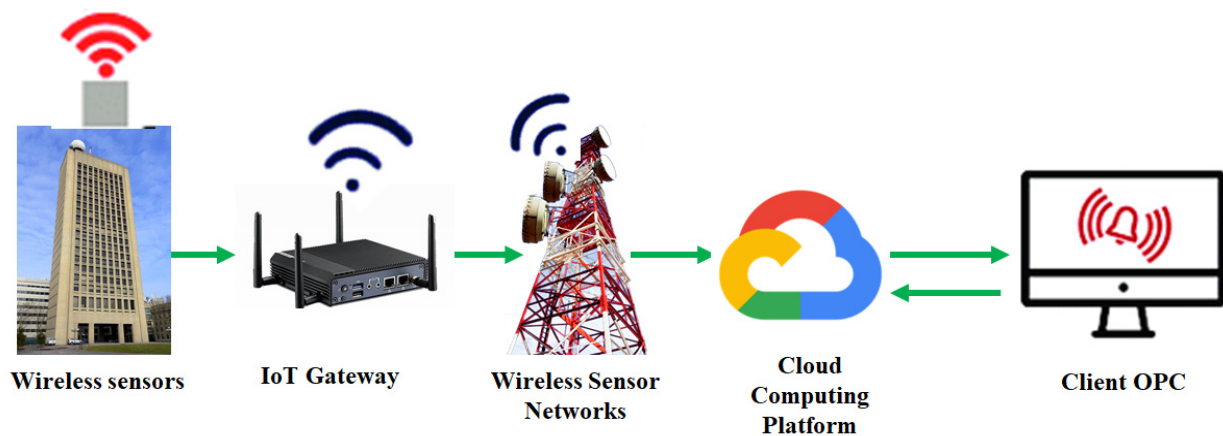 Wireless sensors
IoT Gateway
Wireless Sensor
Networks
Cloud
Computing
Platform
Client OPC